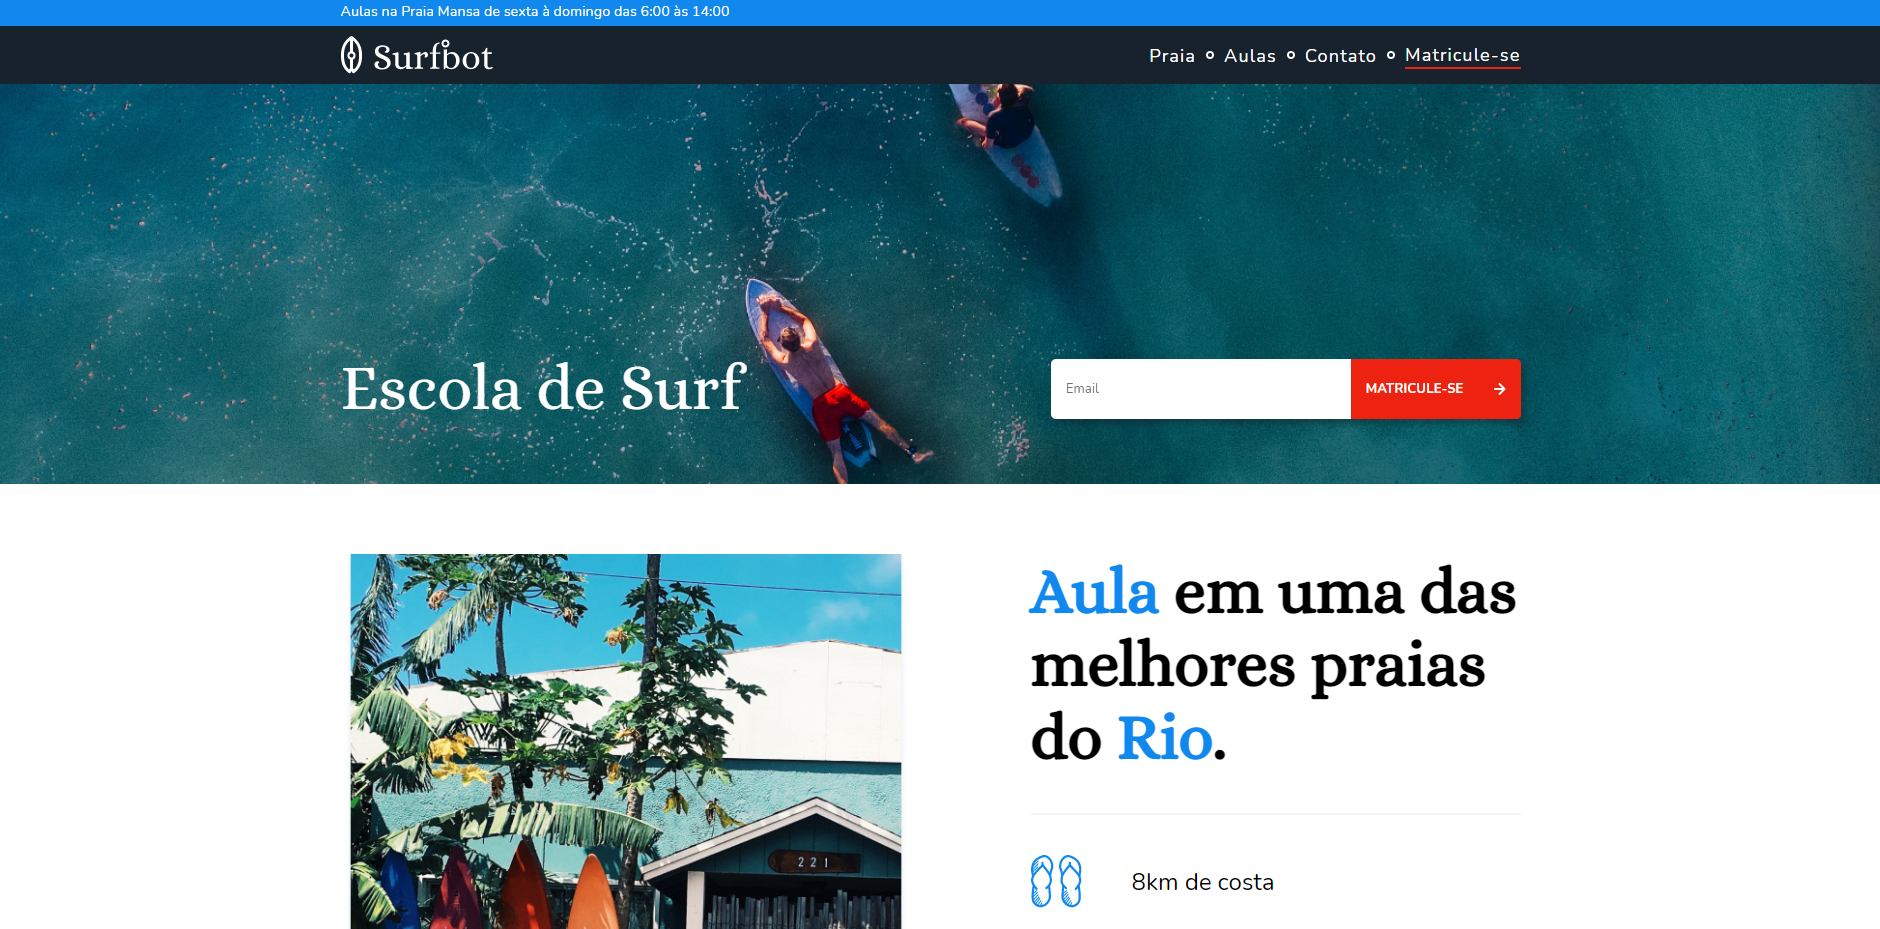 Aulas na Praia Mansa de sexta à domingo das 6:00 às 14:00
Surfbot
Praia Aulas Contato Matricule-se
Escola de Surf
Email
MATRICULE-SE
Aula em uma das
melhores praias
do Rio.
221
8km de costa